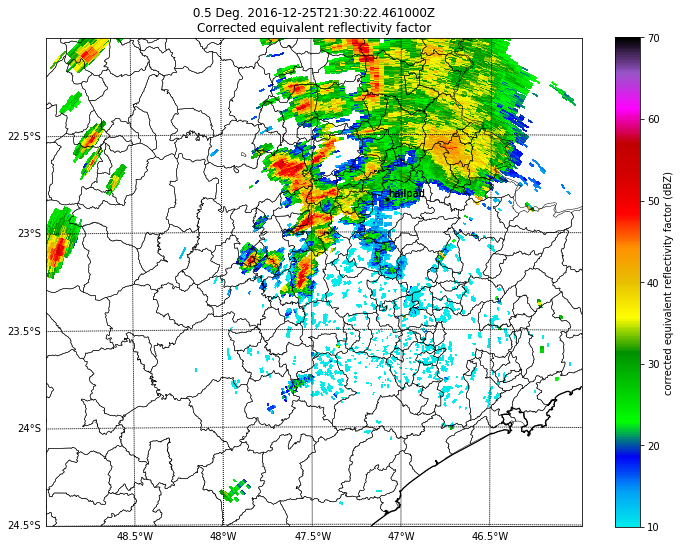 0.5 Deg. 2016-12-25T21:30:22.461000Z
Corrected equivalent reflectivity factor
70
60
50
40
30
20
10
corrected equivalent reflectivity factor (dBZ)
22.5°S
23°S
23.5°S
24°S
24.5°S
Hailpad
48.5°W
48°W
47.5°W
47°W
46.5°W